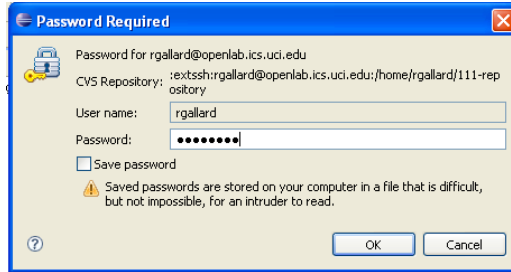 Password Required
Password for rgallard@openlab.ics.uci.edu
CVS Repository: :extssh:rgallard@openlab.ics.uci.edu:/home/rgallard/111-rep
ository
User name: rgallard
Password: ●●●●●●●●
Save password
Saved passwords are stored on your computer in a file that is difficult,
but not impossible, for an intruder to read.
? OK Cancel